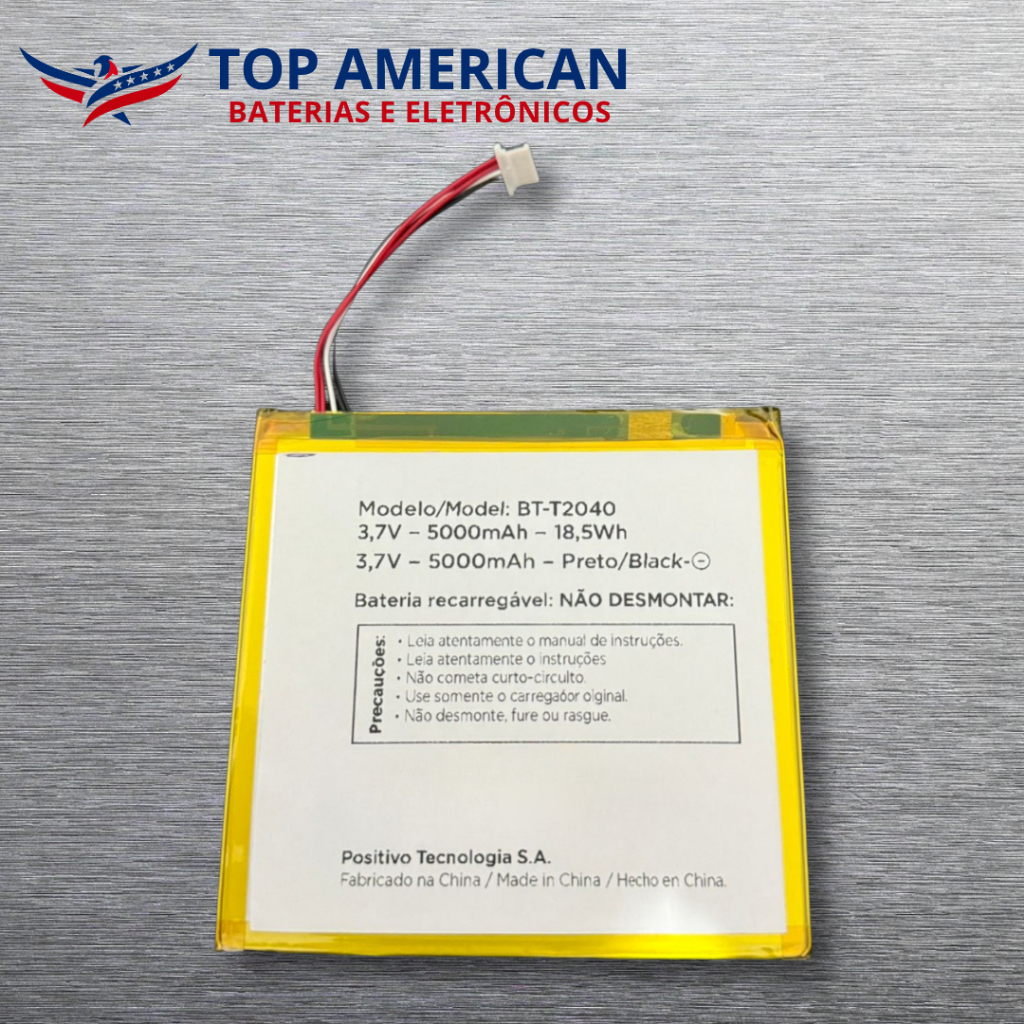 TOP AMERICAN
BATERIAS E ELETRÔNICOS
Modelo/Model: BT-T2040
3,7V – 5000mAh – 18,5Wh
3,7V – 5000mAh – Preto/Black-⊖
Bateria recarregável: NÃO DESMONTAR:
Precauções:
• Leia atentamente o manual de instruções.
• Leia atentamente o instruções
• Não cometa curto-circulto.
• Use somente o carregaóor oiginal.
• Não desmonte, fure ou rasgue.
Positivo Tecnologia S.A.
Fabricado na China / Made in China / Hecho en China.